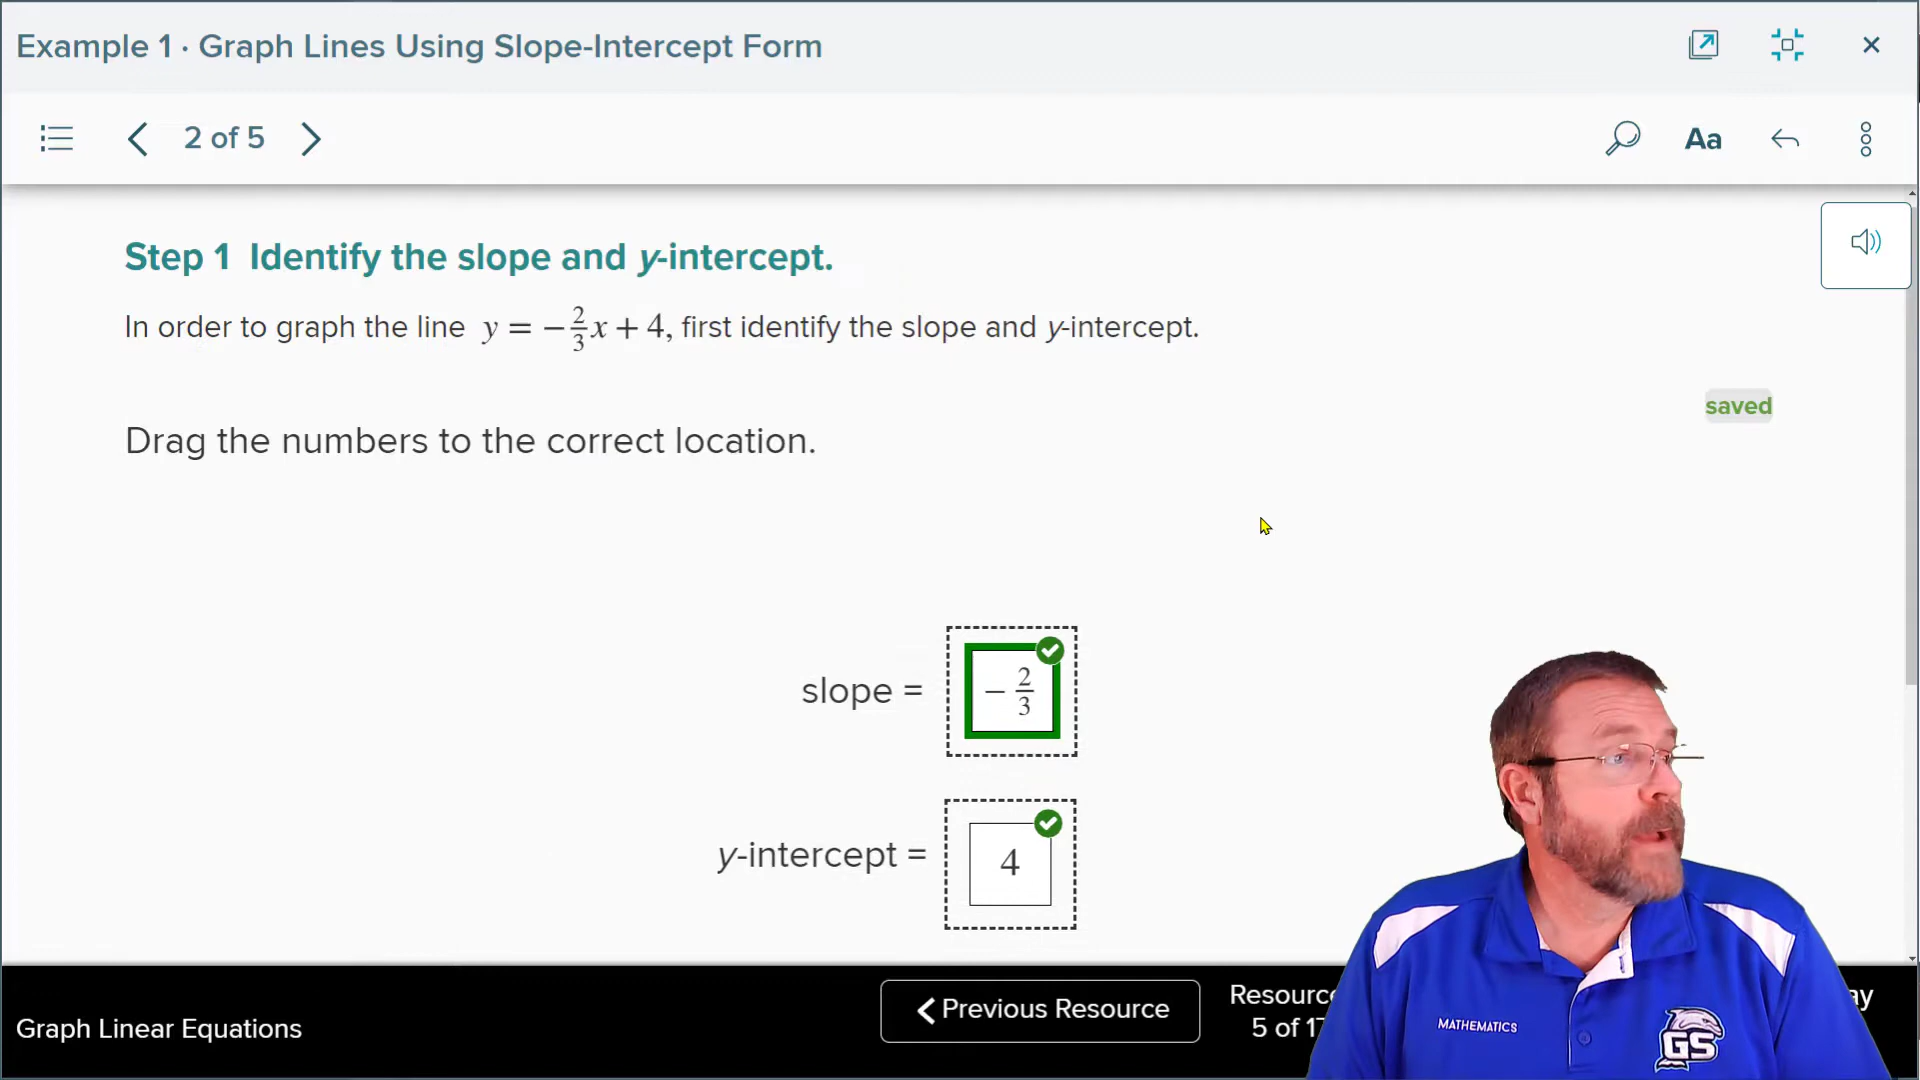 Example 1 · Graph Lines Using Slope-Intercept Form
2 of 5
Aa
Step 1 Identify the slope and y-intercept.
In order to graph the line y = −2/3x + 4, first identify the slope and y-intercept.
saved
Drag the numbers to the correct location.
slope = −2/3
y-intercept = 4
Graph Linear Equations
Previous Resource
Resource
5 of 17
MATHEMATICS
GS